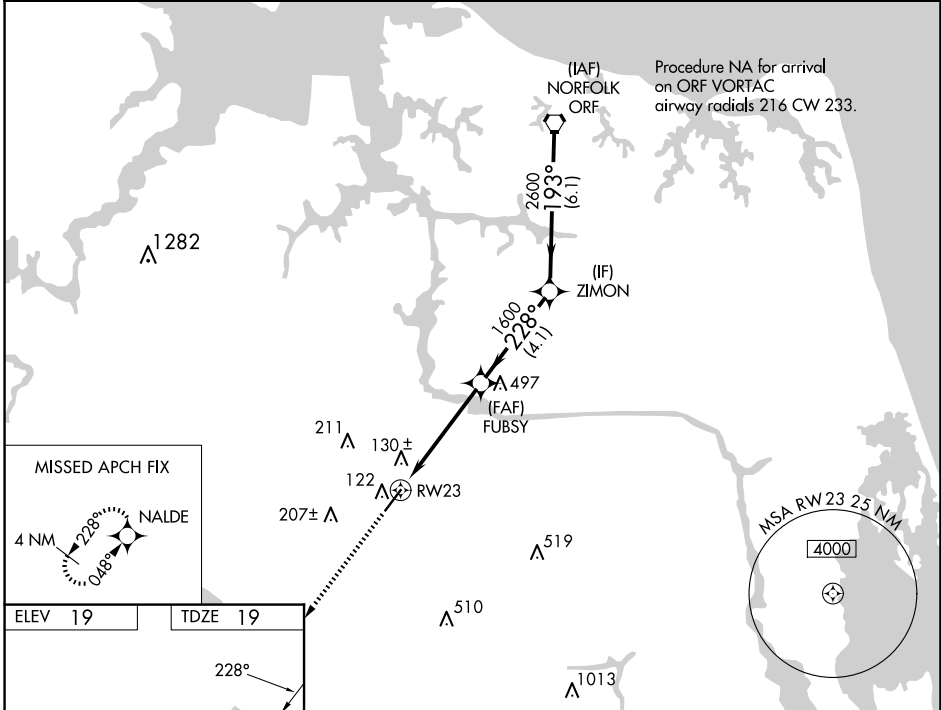 (IAF)
NORFOLK
ORF
Procedure NA for arrival
on ORF VORTAC
airway radials 216 CW 233.
2600
193°
(6.1)
1282
(IF)
ZIMON
1600
228°
(4.1)
497
(FAF)
FUBSY
211
130±
122
RW23
207±
MISSED APCH FIX
NALDE
4 NM
228°
048°
519
510
1013
MSA RW23 25 NM
4000
ELEV 19
TDZE 19
228°